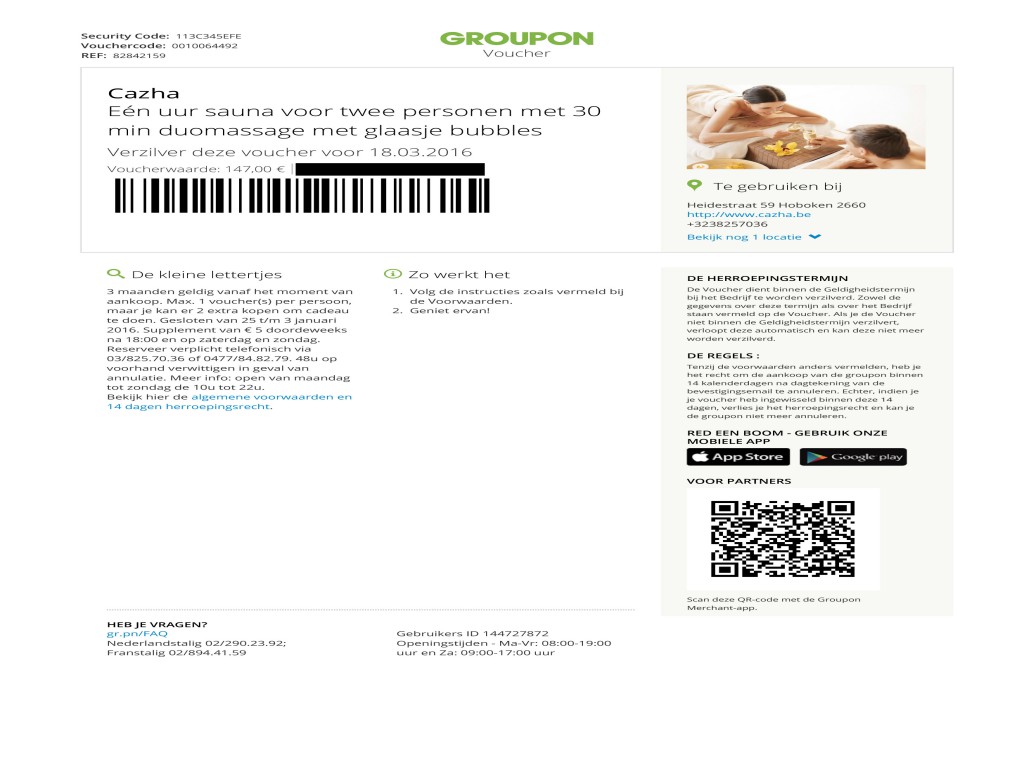 Security Code: 113C345EFE
Vouchercode: 0010064492
REF: 82842159
GROUPON
Voucher
Cazha
Eén uur sauna voor twee personen met 30
min duomassage met glaasje bubbles
Verzilver deze voucher voor 18.03.2016
Voucherwaarde: 147,00 € |
Te gebruiken bij
Heidestraat 59 Hoboken 2660
http://www.cazha.be
+3238257036
Bekijk nog 1 locatie
De kleine lettertjes
3 maanden geldig vanaf het moment van
aankoop. Max. 1 voucher(s) per persoon,
maar je kan er 2 extra kopen om cadeau
te doen. Gesloten van 25 t/m 3 januari
2016. Supplement van € 5 doordeweeks
na 18:00 en op zaterdag en zondag.
Reserveer verplicht telefonisch via
03/825.70.36 of 0477/84.82.79. 48u op
voorhand verwittigen in geval van
annulatie. Meer info: open van maandag
tot zondag de 10u tot 22u.
Bekijk hier de algemene voorwaarden en
14 dagen herroepingsrecht.
Zo werkt het
1. Volg de instructies zoals vermeld bij
de Voorwaarden.
2. Geniet ervan!
DE HERROEPINGSTERMIJN
De Voucher dient binnen de Geldigheidstermijn
bij het Bedrijf te worden verzilverd. Zowel de
gegevens over deze termijn als over het Bedrijf
staan vermeld op de Voucher. Als je de Voucher
niet binnen de Geldigheidstermijn verzilvert,
verloopt deze automatisch en kan deze niet meer
worden verzilverd.
DE REGELS :
Tenzij de voorwaarden anders vermelden, heb je
het recht om de aankoop van de groupon binnen
14 kalenderdagen na dagtekening van de
bevestigingsemail te annuleren. Echter, indien je
je voucher hebt ingewisseld binnen deze 14
dagen, verlies je het herroepingsrecht en kan je
de groupon niet meer annuleren.
RED EEN BOOM - GEBRUIK ONZE
MOBIELE APP
App Store
Google play
VOOR PARTNERS
Scan deze QR-code met de Groupon
Merchant-app.
HEB JE VRAGEN?
gr.pn/FAQ
Nederlandstalig 02/290.23.92;
Franstalig 02/894.41.59
Gebruikers ID 144727872
Openingstijden - Ma-Vr: 08:00-19:00
uur en Za: 09:00-17:00 uur